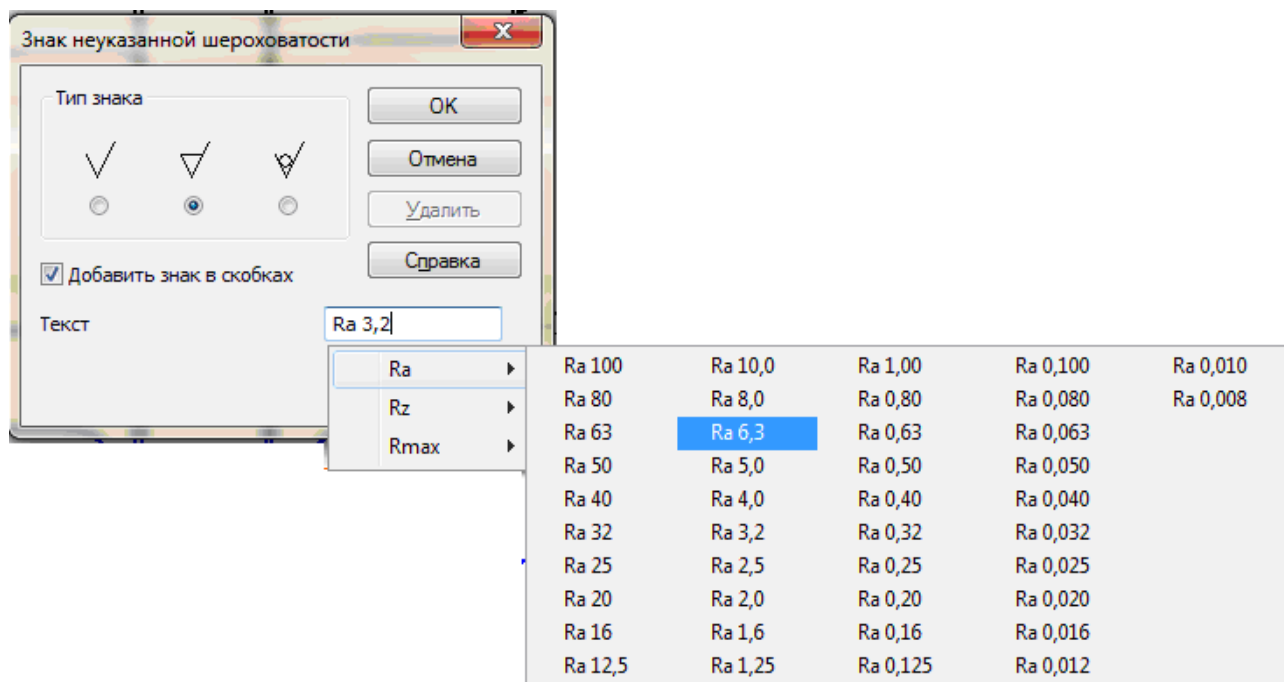 Знак неуказанной шероховатости
Тип знака
OK
Отмена
Удалить
Справка
Добавить знак в скобках
Текст
Ra 3,2
Ra
Rz
Rmax
Ra 100 Ra 10,0 Ra 1,00 Ra 0,100 Ra 0,010
Ra 80 Ra 8,0 Ra 0,80 Ra 0,080 Ra 0,008
Ra 63 Ra 6,3 Ra 0,63 Ra 0,063
Ra 50 Ra 5,0 Ra 0,50 Ra 0,050
Ra 40 Ra 4,0 Ra 0,40 Ra 0,040
Ra 32 Ra 3,2 Ra 0,32 Ra 0,032
Ra 25 Ra 2,5 Ra 0,25 Ra 0,025
Ra 20 Ra 2,0 Ra 0,20 Ra 0,020
Ra 16 Ra 1,6 Ra 0,16 Ra 0,016
Ra 12,5 Ra 1,25 Ra 0,125 Ra 0,012